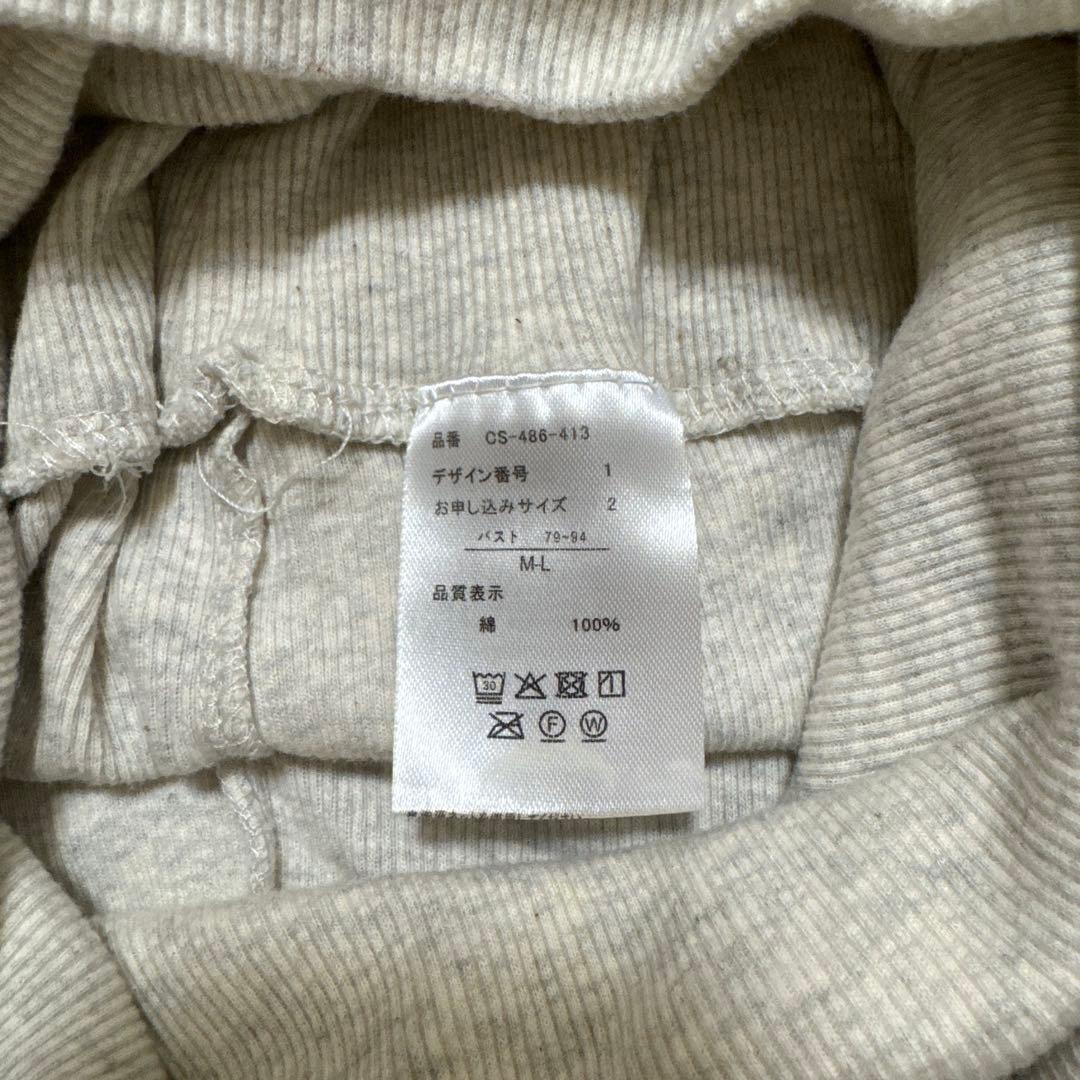 品番 CS-486-413
デザイン番号 1
お申し込みサイズ 2
バスト 79-94
M-L
品質表示
綿 100%
30
F W